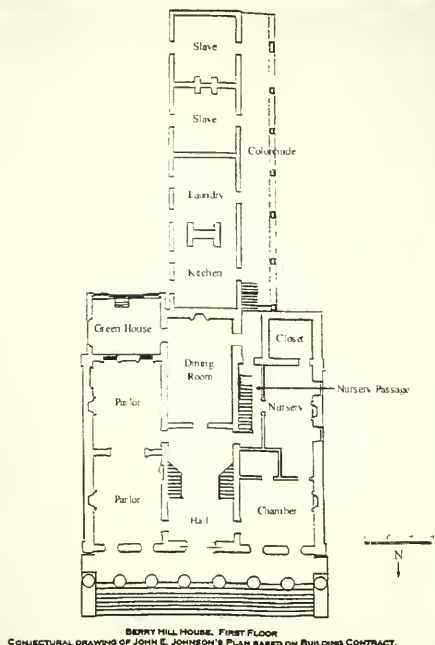 Slave
Slave
Colonnade
Laundry
Kitchen
Green House
Closet
Dining
Room
Nursery Passage
Parlor
Nursery
Parlor
Hall
Chamber
N
BERRY HILL HOUSE, FIRST FLOOR
CONJECTURAL DRAWING OF JOHN E. JOHNSON'S PLAN BASED ON BUILDING CONTRACT.